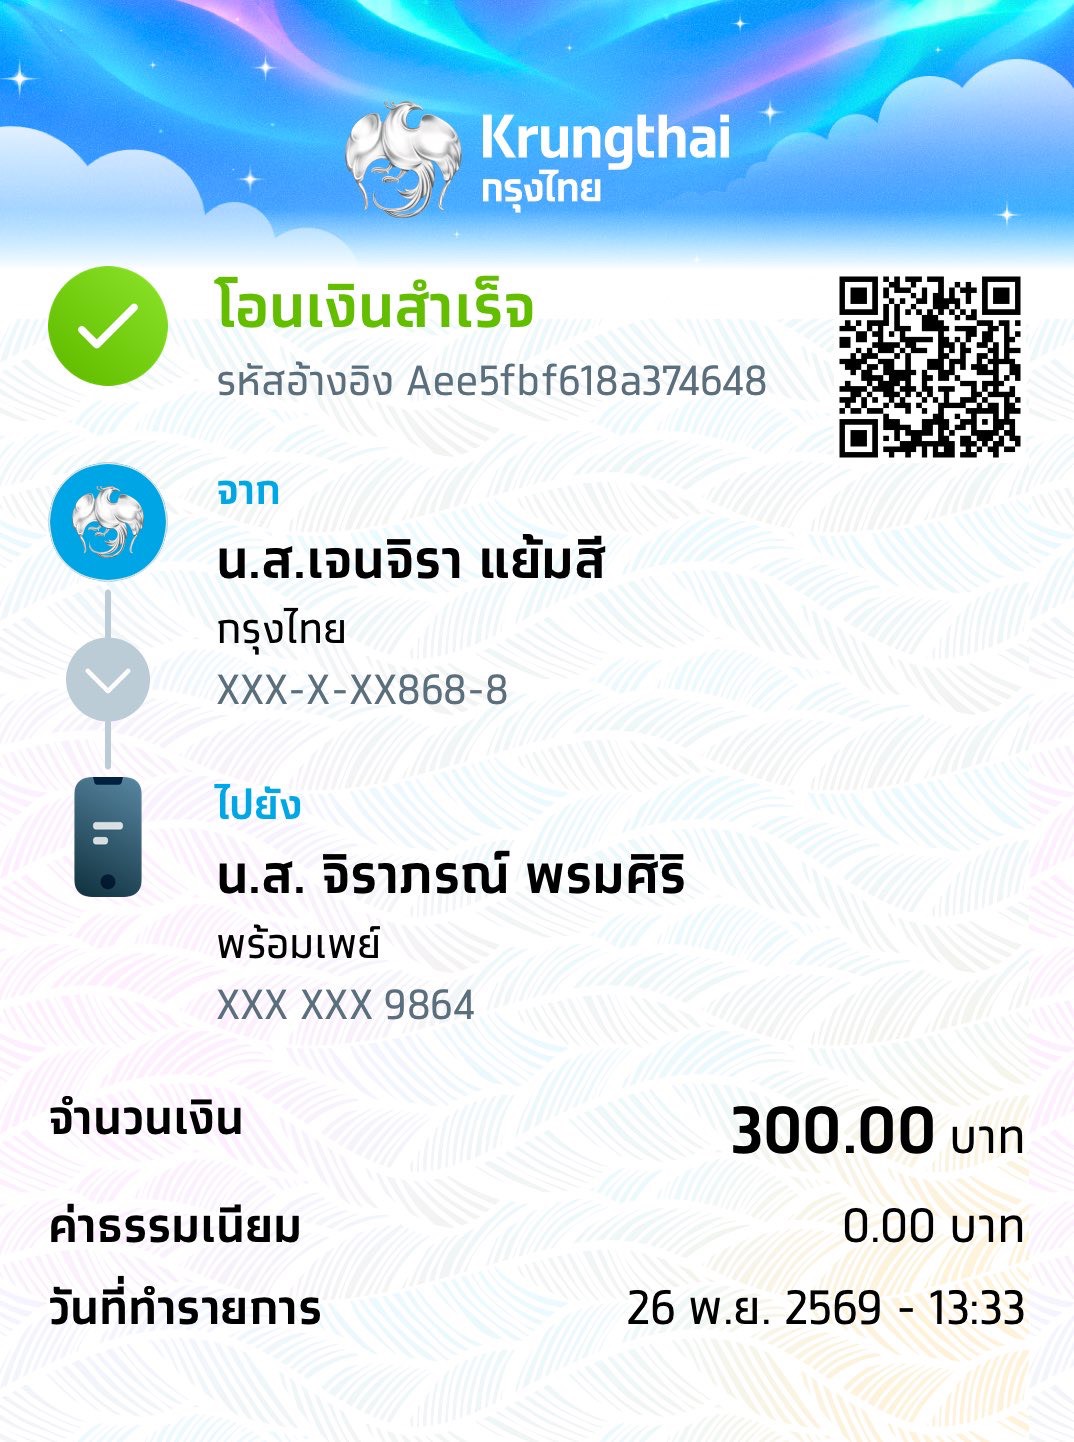 Krungthai
กรุงไทย
โอนเงินสำเร็จ
รหัสอ้างอิง Aee5fbf618a374648
จาก
น.ส.เจนจิรา แย้มสี
กรุงไทย
XXX-X-XX868-8
ไปยัง
น.ส. จิราภรณ์ พรมศิริ
พร้อมเพย์
XXX XXX 9864
จำนวนเงิน 300.00 บาท
ค่าธรรมเนียม 0.00 บาท
วันที่ทำรายการ 26 พ.ย. 2569 - 13:33